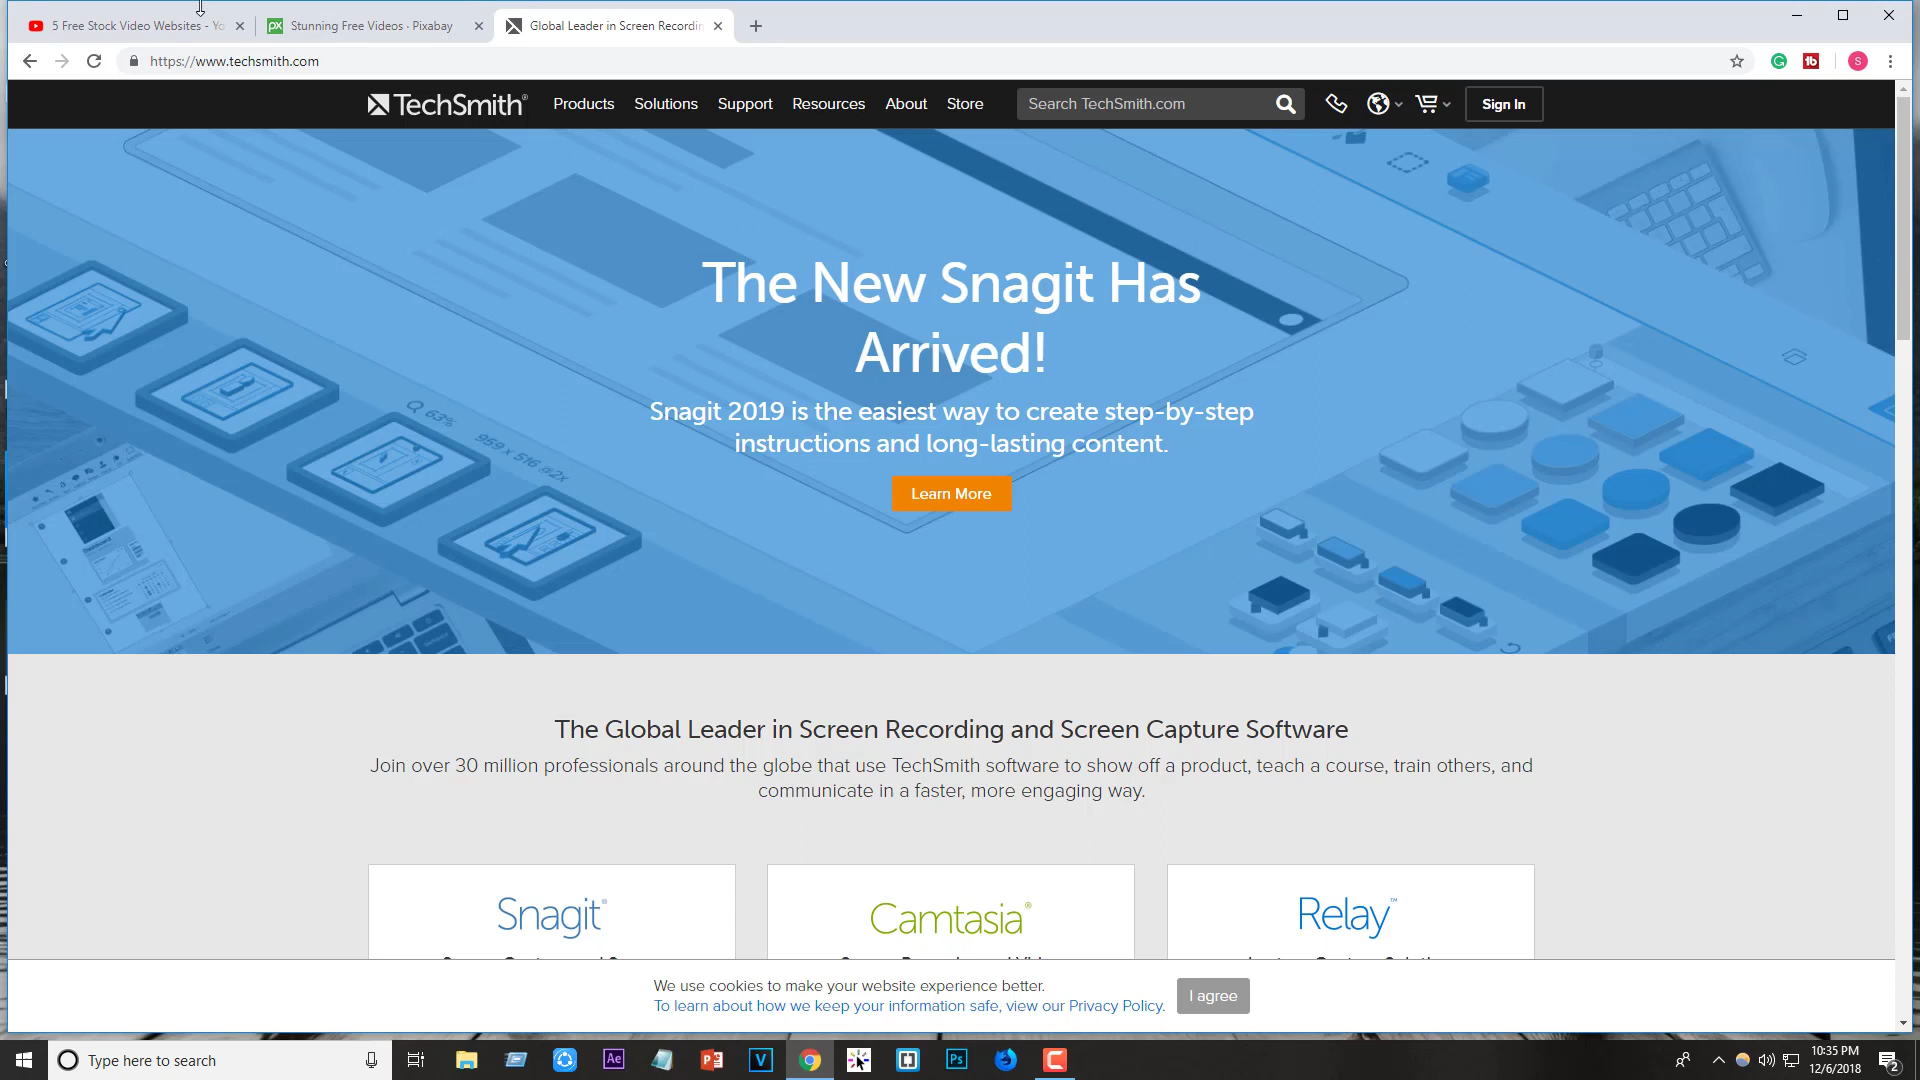 5 Free Stock Video Websites - Yo
Stunning Free Videos · Pixabay
Global Leader in Screen Recordin
https://www.techsmith.com
TechSmith®
Products
Solutions
Support
Resources
About
Store
Search TechSmith.com
Sign In
63%
959 x 516 @2x
The New Snagit Has
Arrived!
Snagit 2019 is the easiest way to create step-by-step
instructions and long-lasting content.
Learn More
The Global Leader in Screen Recording and Screen Capture Software
Join over 30 million professionals around the globe that use TechSmith software to show off a product, teach a course, train others, and
communicate in a faster, more engaging way.
Snagit®
Camtasia®
Relay™
We use cookies to make your website experience better.
To learn about how we keep your information safe, view our Privacy Policy.
I agree
Type here to search
10:35 PM
12/6/2018
2